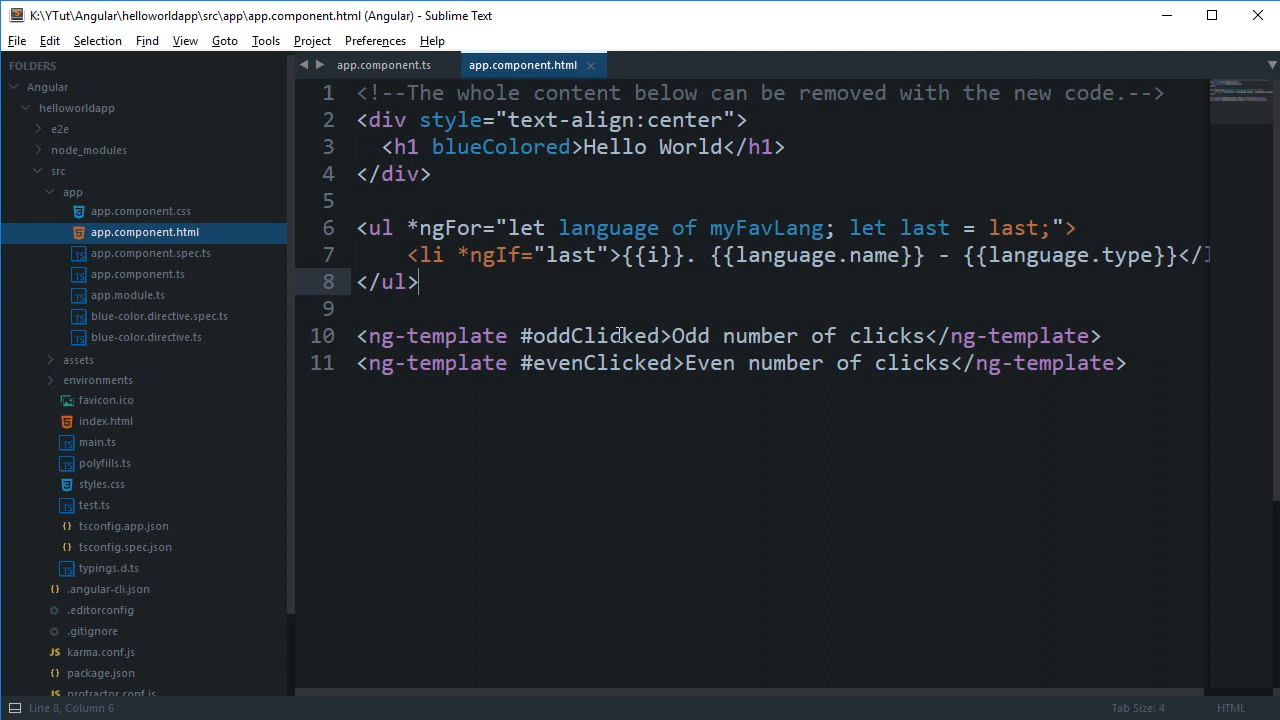 K:\YTut\Angular\helloworldapp\src\app\app.component.html (Angular) - Sublime Text
File Edit Selection Find View Goto Tools Project Preferences Help
FOLDERS
Angular
helloworldapp
e2e
node_modules
src
app
app.component.css
app.component.html
app.component.spec.ts
app.component.ts
app.module.ts
blue-color.directive.spec.ts
blue-color.directive.ts
assets
environments
favicon.ico
index.html
main.ts
polyfills.ts
styles.css
test.ts
tsconfig.app.json
tsconfig.spec.json
typings.d.ts
.angular-cli.json
.editorconfig
.gitignore
karma.conf.js
package.json
protractor.conf.js
app.component.ts app.component.html
1 <!--The whole content below can be removed with the new code.-->
2 <div style="text-align:center">
3 <h1 blueColored>Hello World</h1>
4 </div>
5
6 <ul *ngFor="let language of myFavLang; let last = last;">
7 <li *ngIf="last">{{i}}. {{language.name}} - {{language.type}}</l
8 </ul>
9
10 <ng-template #oddClicked>Odd number of clicks</ng-template>
11 <ng-template #evenClicked>Even number of clicks</ng-template>
Line 8, Column 6
Tab Size: 4
HTML